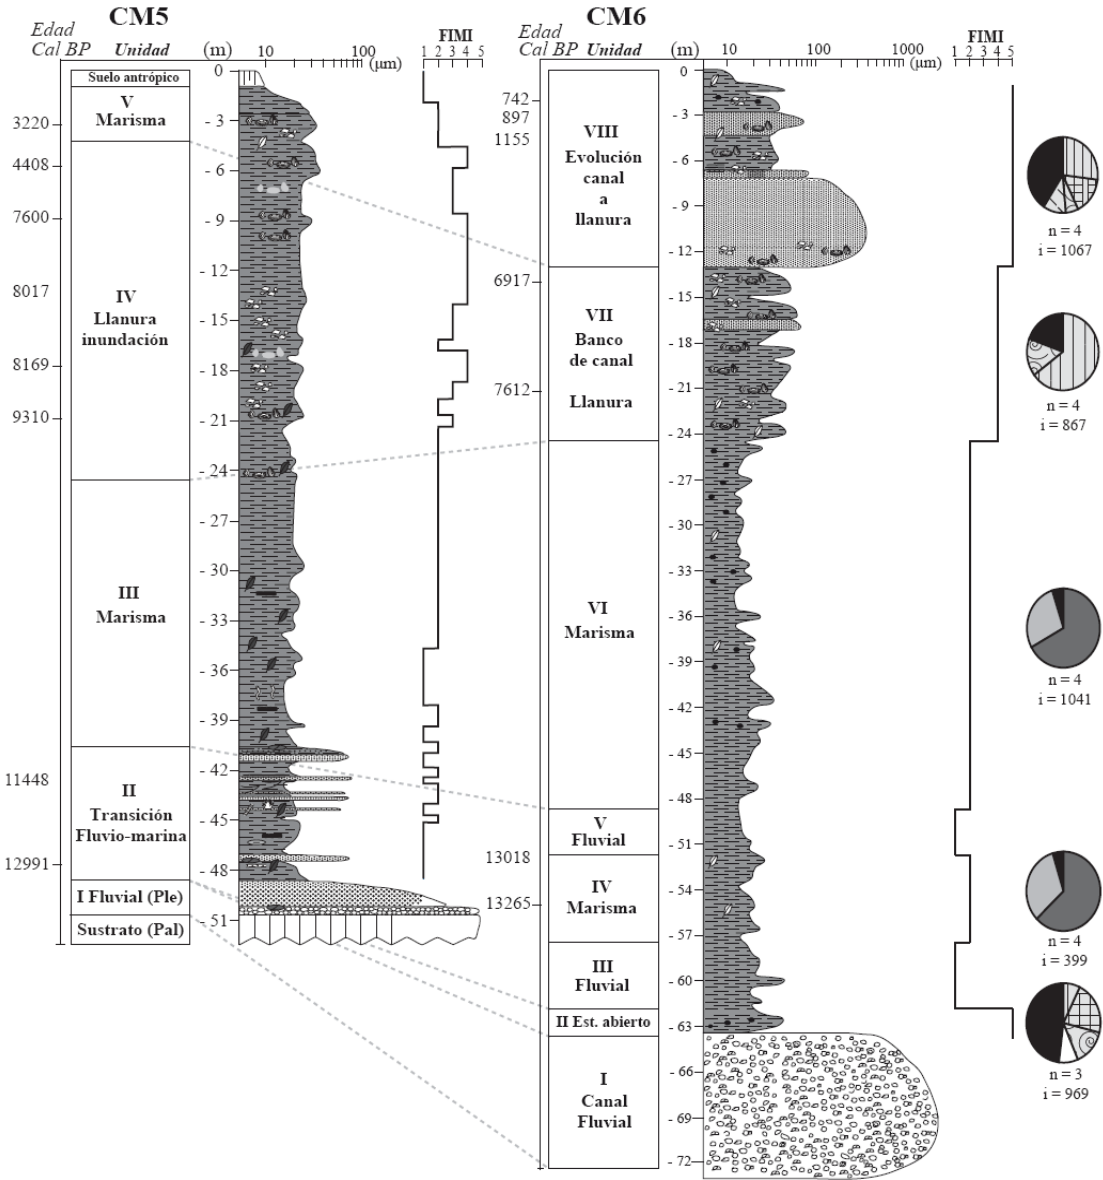 CM5
Edad
Cal BP Unidad (m) 10 100 (μm)
FIMI
1 2 3 4 5
Suelo antrópico
V
Marisma
IV
Llanura
inundación
III
Marisma
II
Transición
Fluvio-marina
I Fluvial (Ple)
Sustrato (Pal)
3220
4408
7600
8017
8169
9310
11448
12991
0
- 3
- 6
- 9
- 12
- 15
- 18
- 21
- 24
- 27
- 30
- 33
- 36
- 39
- 42
- 45
- 48
- 51
CM6
Edad
Cal BP Unidad (m) 10 100 1000 (μm)
FIMI
1 2 3 4 5
742
897
1155
6917
7612
13018
13265
VIII
Evolución
canal
a
llanura
VII
Banco
de canal
Llanura
VI
Marisma
V
Fluvial
IV
Marisma
III
Fluvial
II Est. abierto
I
Canal
Fluvial
0
- 3
- 6
- 9
- 12
- 15
- 18
- 21
- 24
- 27
- 30
- 33
- 36
- 39
- 42
- 45
- 48
- 51
- 54
- 57
- 60
- 63
- 66
- 69
- 72
n = 4
i = 1067
n = 4
i = 867
n = 4
i = 1041
n = 4
i = 399
n = 3
i = 969